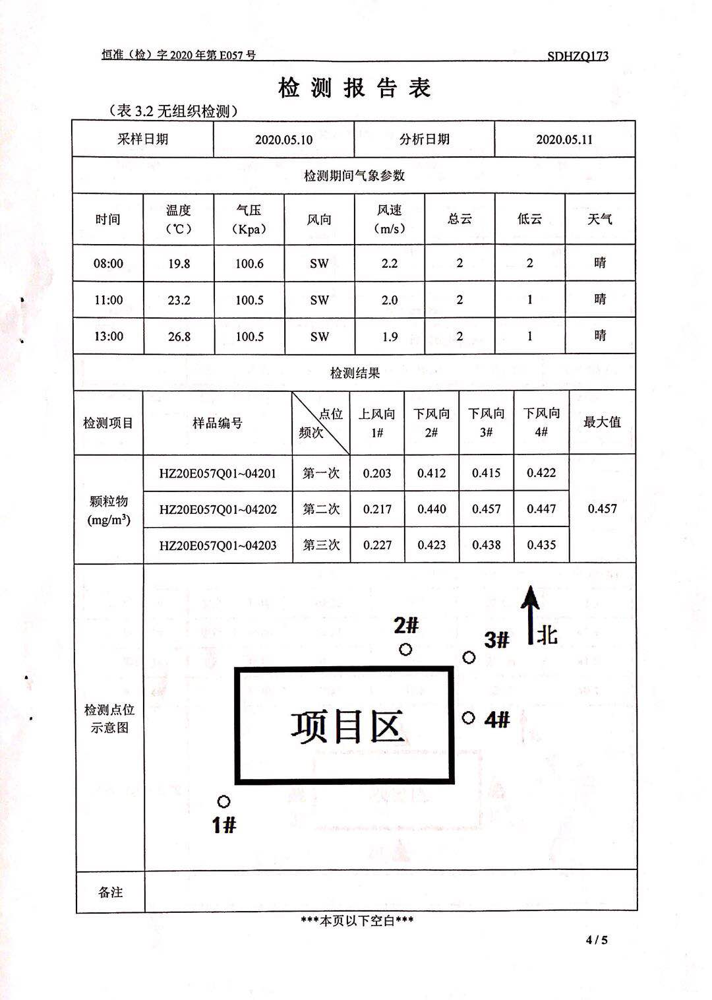 恒准（检）字 2020 年第 E057 号 SDHZQ173
检测报告表
（表 3.2 无组织检测）
采样日期 2020.05.10 分析日期 2020.05.11
检测期间气象参数
时间 温度（℃） 气压（Kpa） 风向 风速（m/s） 总云 低云 天气
08:00 19.8 100.6 SW 2.2 2 2 晴
11:00 23.2 100.5 SW 2.0 2 1 晴
13:00 26.8 100.5 SW 1.9 2 1 晴
检测结果
检测项目 样品编号 点位 频次 上风向 1# 下风向 2# 下风向 3# 下风向 4# 最大值
颗粒物 (mg/m³)
HZ20E057Q01~04201 第一次 0.203 0.412 0.415 0.422
HZ20E057Q01~04202 第二次 0.217 0.440 0.457 0.447 0.457
HZ20E057Q01~04203 第三次 0.227 0.423 0.438 0.435
检测点位示意图
2#
3#
北
项目区
4#
1#
备注
***本页以下空白***
4 / 5